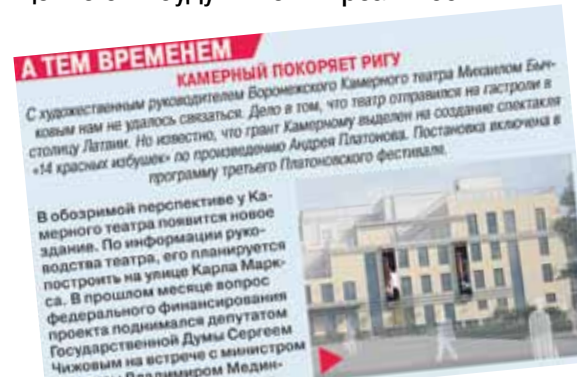 А ТЕМ ВРЕМЕНЕМ
КАМЕРНЫЙ ПОКОРЯЕТ РИГУ
С художественным руководителем Воронежского Камерного театра Михаилом Быч-
ковым нам не удалось связаться. Дело в том, что театр отправился на гастроли в
столицу Латвии. Но известно, что грант Камерному выделен на создание спектакля
«14 красных избушек» по произведению Андрея Платонова. Постановка включена в
программу третьего Платоновского фестиваля.
В обозримой перспективе у Ка-
мерного театра появится новое
здание. По информации руко-
водства театра, его планируется
построить на улице Карла Марк-
са. В прошлом месяце вопрос
федерального финансирования
проекта поднимался депутатом
Государственной Думы Сергеем
Чижовым на встрече с министром
Владимиром Медин-